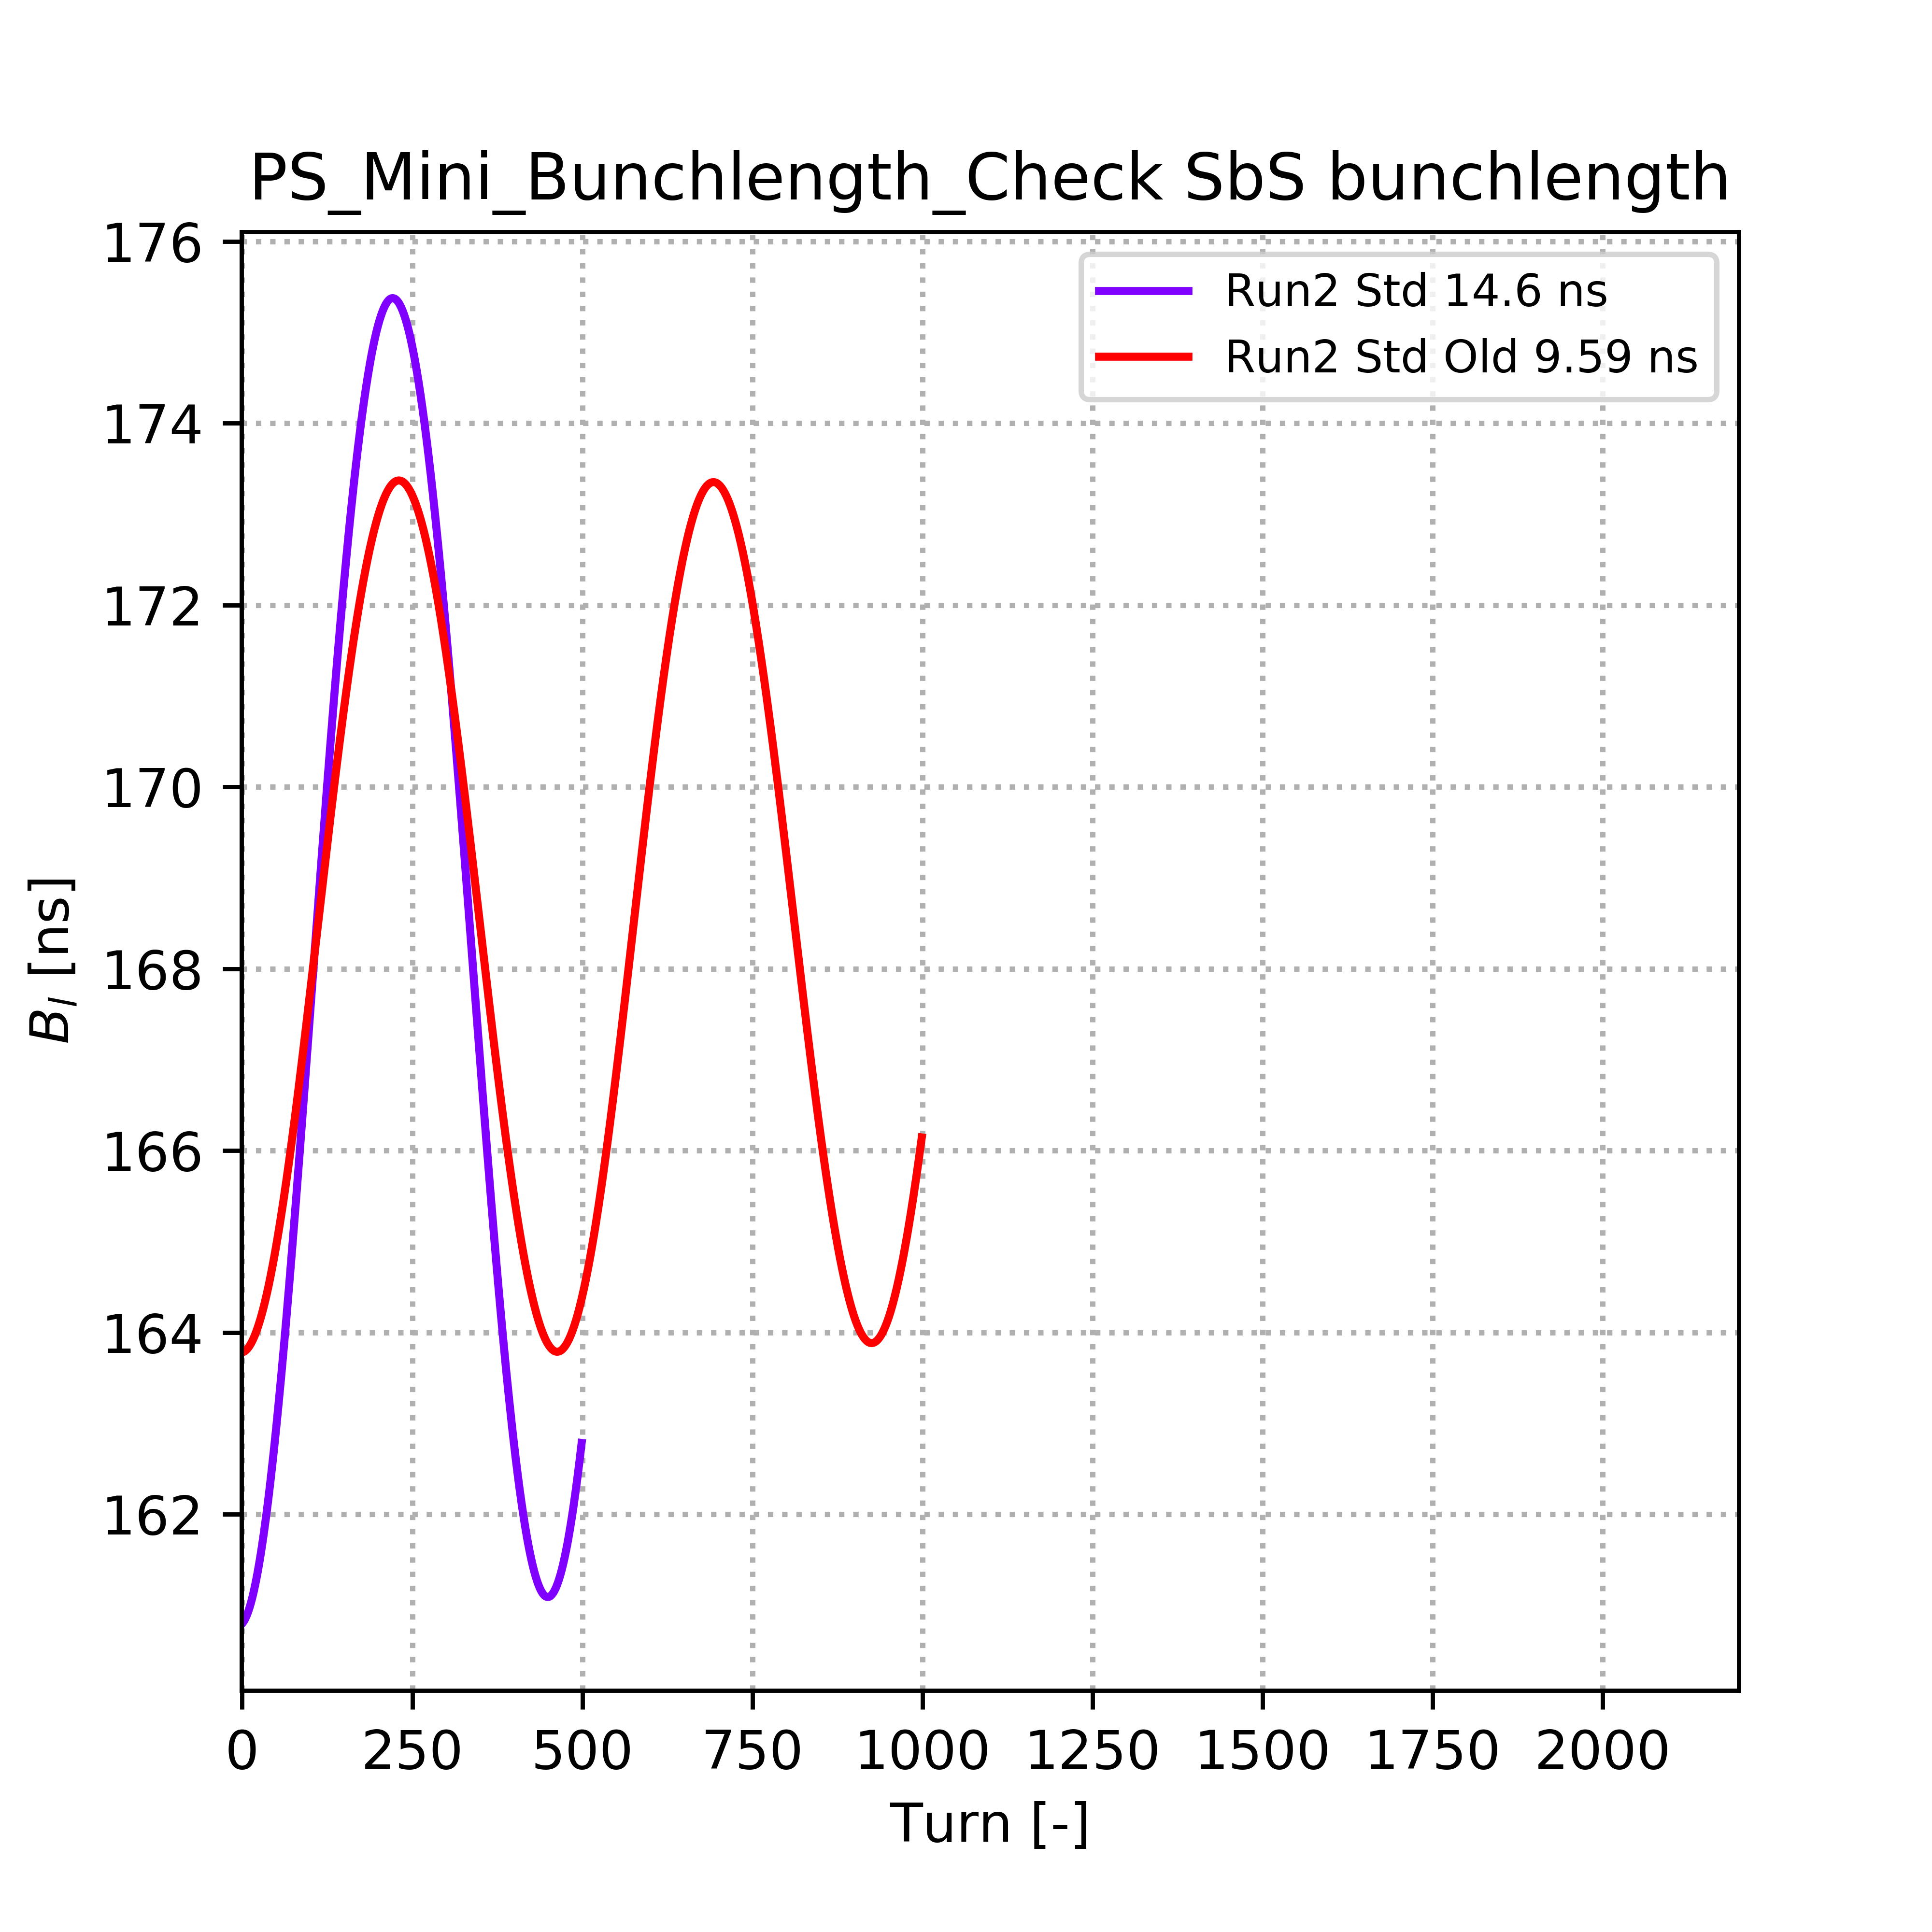 PS_Mini_Bunchlength_Check SbS bunchlength
176
174
172
170
168
166
164
162
B_l [ns]
Run2 Std 14.6 ns
Run2 Std Old 9.59 ns
0 250 500 750 1000 1250 1500 1750 2000
Turn [-]